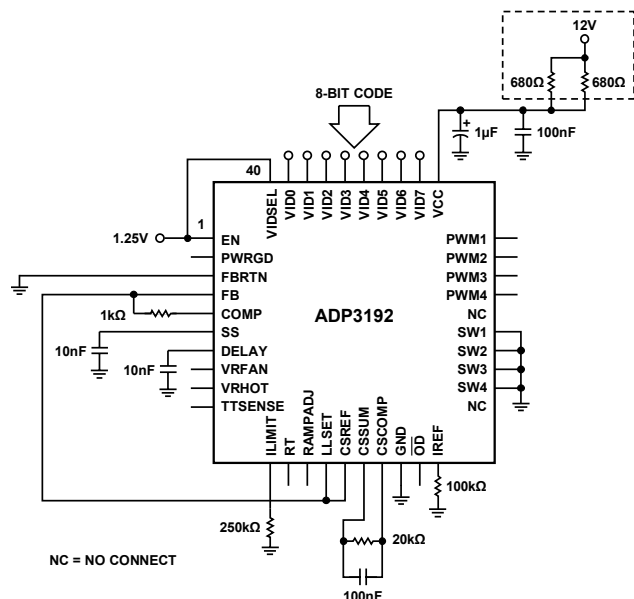 12V
680Ω 680Ω
8-BIT CODE
+
1µF
100nF
40
VIDSEL
VID0
VID1
VID2
VID3
VID4
VID5
VID6
VID7
VCC
1
1.25V
EN
PWRGD
FBRTN
FB
COMP
SS
DELAY
VRFAN
VRHOT
TTSENSE
1kΩ
10nF
10nF
ADP3192
PWM1
PWM2
PWM3
PWM4
NC
SW1
SW2
SW3
SW4
NC
ILIMIT
RT
RAMPADJ
LLSET
CSREF
CSSUM
CSCOMP
GND
OD
IREF
100kΩ
250kΩ
20kΩ
100nF
NC = NO CONNECT